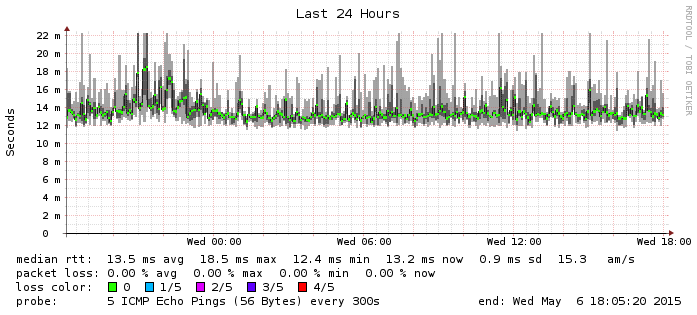 Last 24 Hours
RRDTOOL / TOBI OETIKER
Seconds
22 m
20 m
18 m
16 m
14 m
12 m
10 m
8 m
6 m
4 m
2 m
0
Wed 00:00 Wed 06:00 Wed 12:00 Wed 18:00
median rtt: 13.5 ms avg 18.5 ms max 12.4 ms min 13.2 ms now 0.9 ms sd 15.3 am/s
packet loss: 0.00 % avg 0.00 % max 0.00 % min 0.00 % now
loss color: 0 1/5 2/5 3/5 4/5
probe: 5 ICMP Echo Pings (56 Bytes) every 300s end: Wed May 6 18:05:20 2015